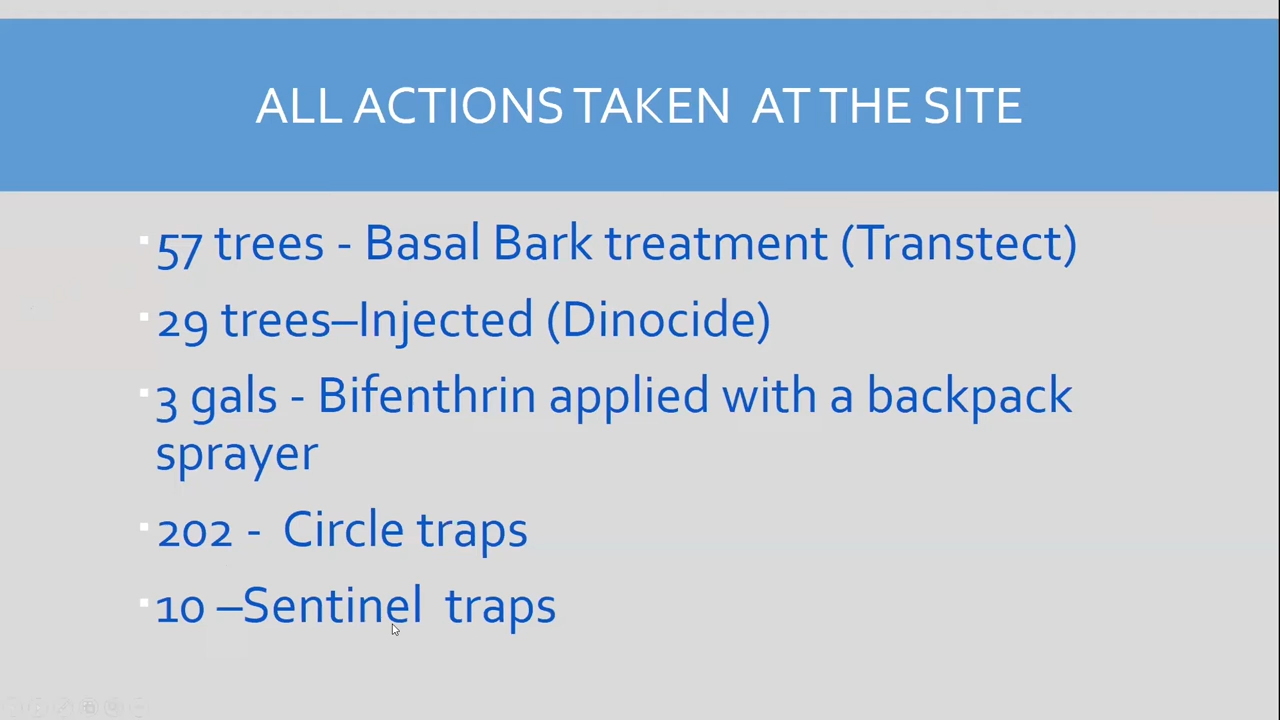 ALL ACTIONS TAKEN AT THE SITE
57 trees - Basal Bark treatment (Transtect)
29 trees–Injected (Dinocide)
3 gals - Bifenthrin applied with a backpack
sprayer
202 - Circle traps
10 –Sentinel traps